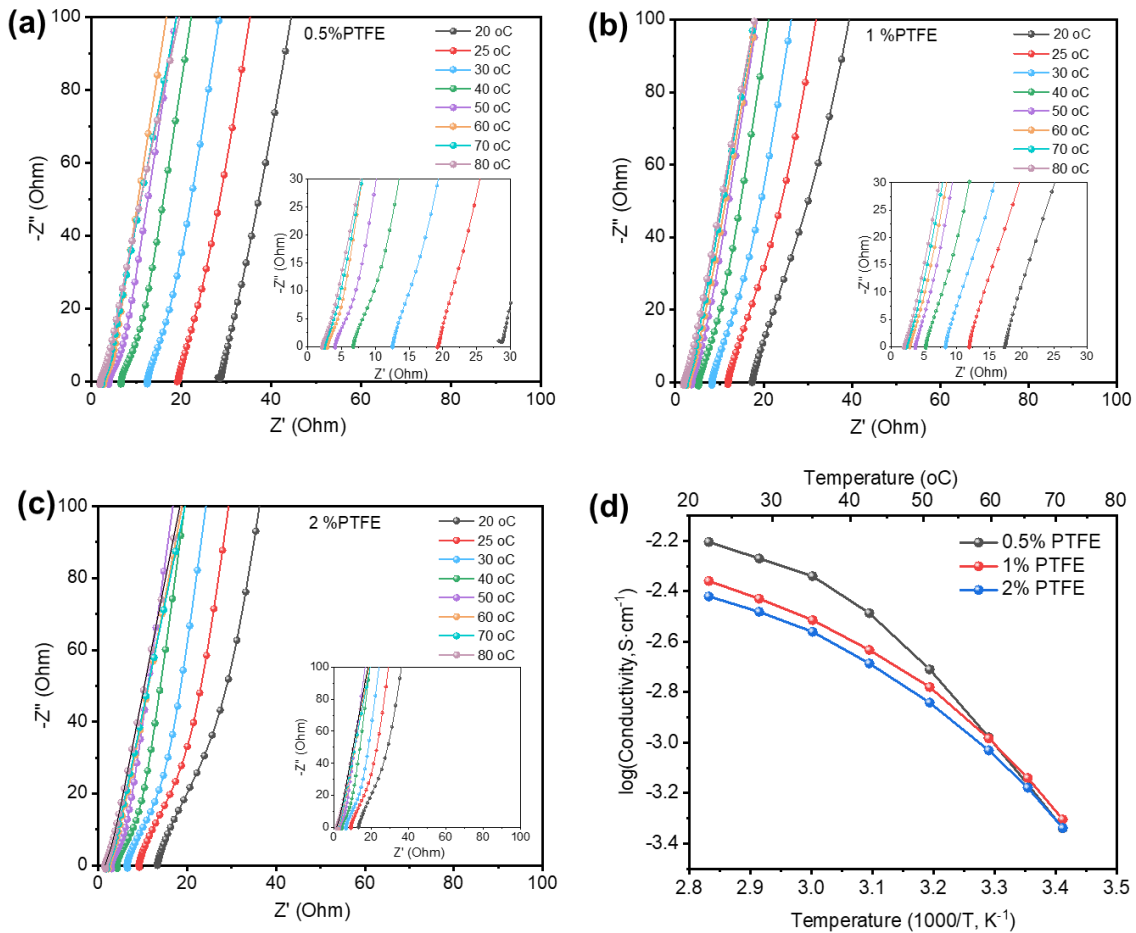 (a)
0.5%PTFE
20 oC
25 oC
30 oC
40 oC
50 oC
60 oC
70 oC
80 oC
-100
-80
-60
-40
-20
0
-Z" (Ohm)
0 20 40 60 80 100
Z' (Ohm)
30
25
20
15
10
5
0
-Z" (Ohm)
0 5 10 15 20 25 30
Z' (Ohm)
(b)
1 %PTFE
20 oC
25 oC
30 oC
40 oC
50 oC
60 oC
70 oC
80 oC
-100
-80
60
40
20
0
-Z" (Ohm)
0 20 40 60 80 100
Z' (Ohm)
30
25
20
15
10
5
0
-Z" (Ohm)
0 5 10 15 20 25 30
Z' (Ohm)
(c)
2 %PTFE
20 oC
25 oC
30 oC
40 oC
50 oC
60 oC
70 oC
80 oC
100
80
60
40
20
0
-Z" (Ohm)
0 20 40 60 80 100
Z' (Ohm)
100
80
60
40
20
0
-Z" (Ohm)
0 20 40 60 80 100
Z' (Ohm)
Temperature (oC)
20 30 40 50 60 70 80
(d)
0.5% PTFE
1% PTFE
2% PTFE
-2.2
-2.4
-2.6
-2.8
-3.0
-3.2
-3.4
log(Conductivity,S·cm⁻¹)
2.8 2.9 3.0 3.1 3.2 3.3 3.4 3.5
Temperature (1000/T, K⁻¹)